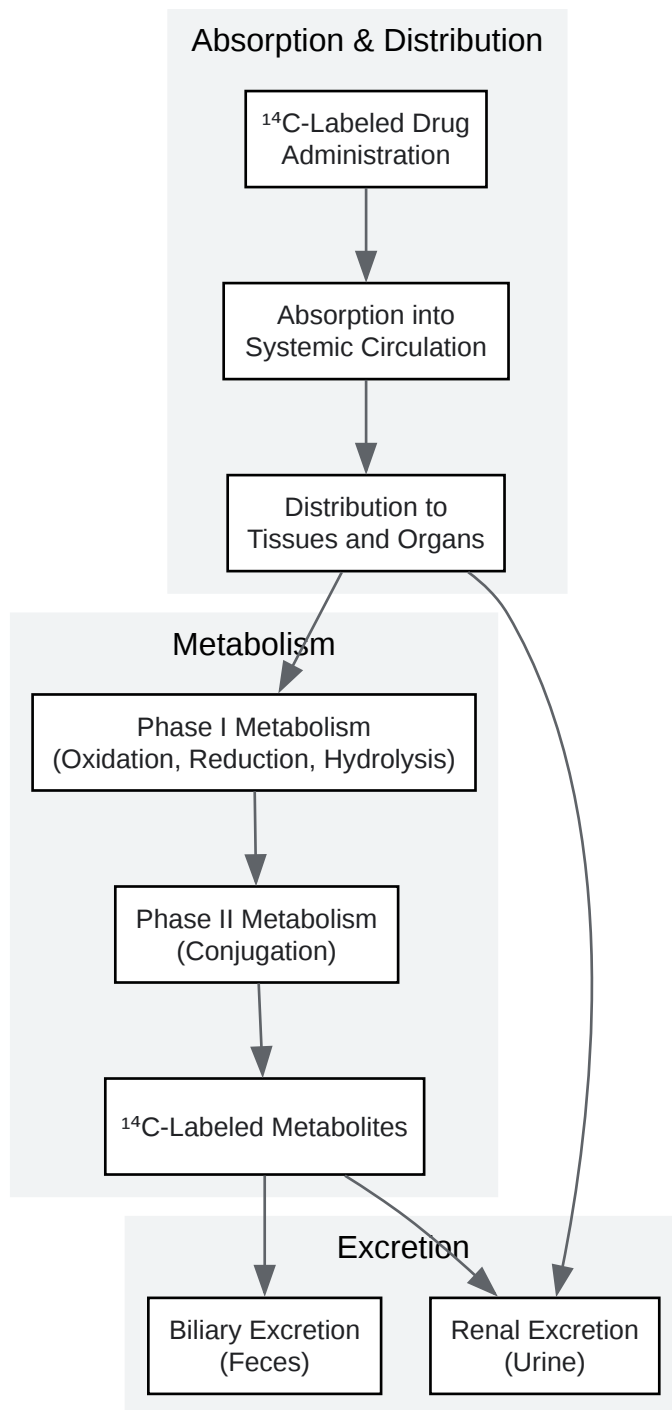 Absorption & Distribution
¹⁴C-Labeled Drug
Administration
Absorption into
Systemic Circulation
Distribution to
Tissues and Organs
Metabolism
Phase I Metabolism
(Oxidation, Reduction, Hydrolysis)
Phase II Metabolism
(Conjugation)
¹⁴C-Labeled Metabolites
Excretion
Biliary Excretion
(Feces)
Renal Excretion
(Urine)